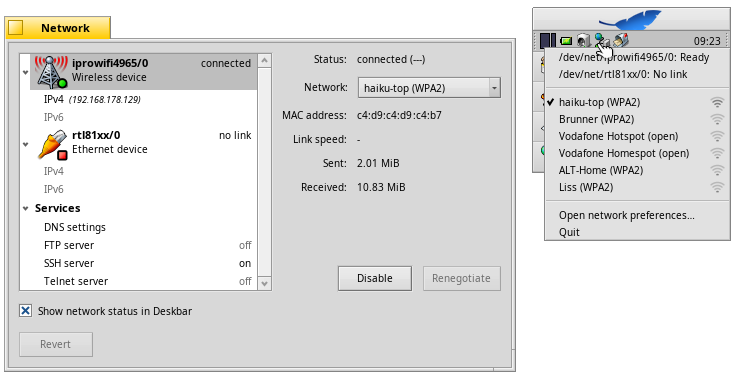 Network
iprowifi4965/0 connected
Wireless device
IPv4 (192.168.178.129)
IPv6
rtl81xx/0 no link
Ethernet device
IPv4
IPv6
Services
DNS settings
FTP server off
SSH server on
Telnet server off
Status: connected (---)
Network: haiku-top (WPA2)
MAC address: c4:d9:c4:d9:c4:b7
Link speed: -
Sent: 2.01 MiB
Received: 10.83 MiB
Disable Renegotiate
Show network status in Deskbar
Revert
09:23
/dev/net/iprowifi4965/0: Ready
/dev/net/rtl81xx/0: No link
haiku-top (WPA2)
Brunner (WPA2)
Vodafone Hotspot (open)
Vodafone Homespot (open)
ALT-Home (WPA2)
Liss (WPA2)
Open network preferences...
Quit